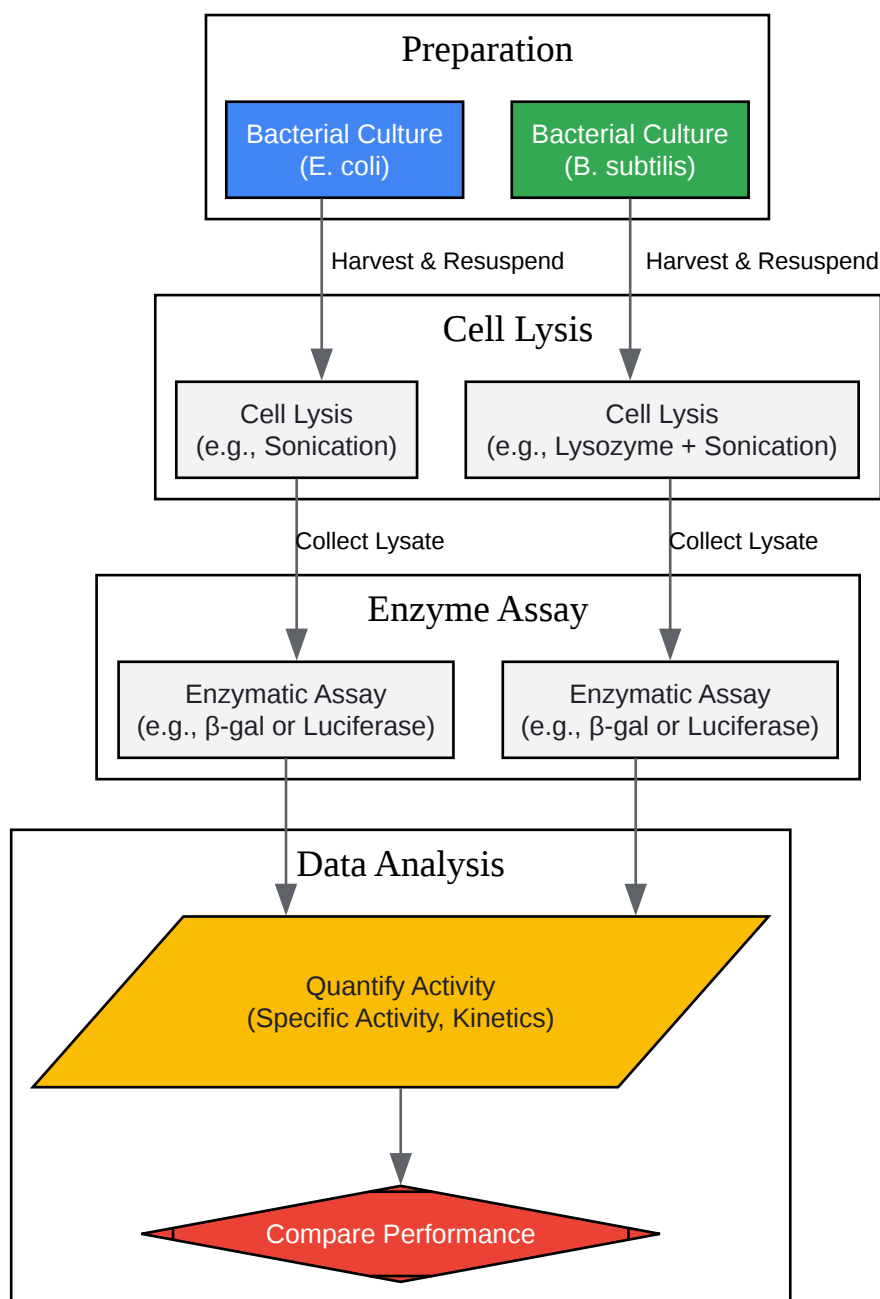 Preparation
Bacterial Culture
(E. coli)
Bacterial Culture
(B. subtilis)
Harvest & Resuspend
Harvest & Resuspend
Cell Lysis
Cell Lysis
(e.g., Sonication)
Cell Lysis
(e.g., Lysozyme + Sonication)
Collect Lysate
Collect Lysate
Enzyme Assay
Enzymatic Assay
(e.g., β-gal or Luciferase)
Enzymatic Assay
(e.g., β-gal or Luciferase)
Data Analysis
Quantify Activity
(Specific Activity, Kinetics)
Compare Performance